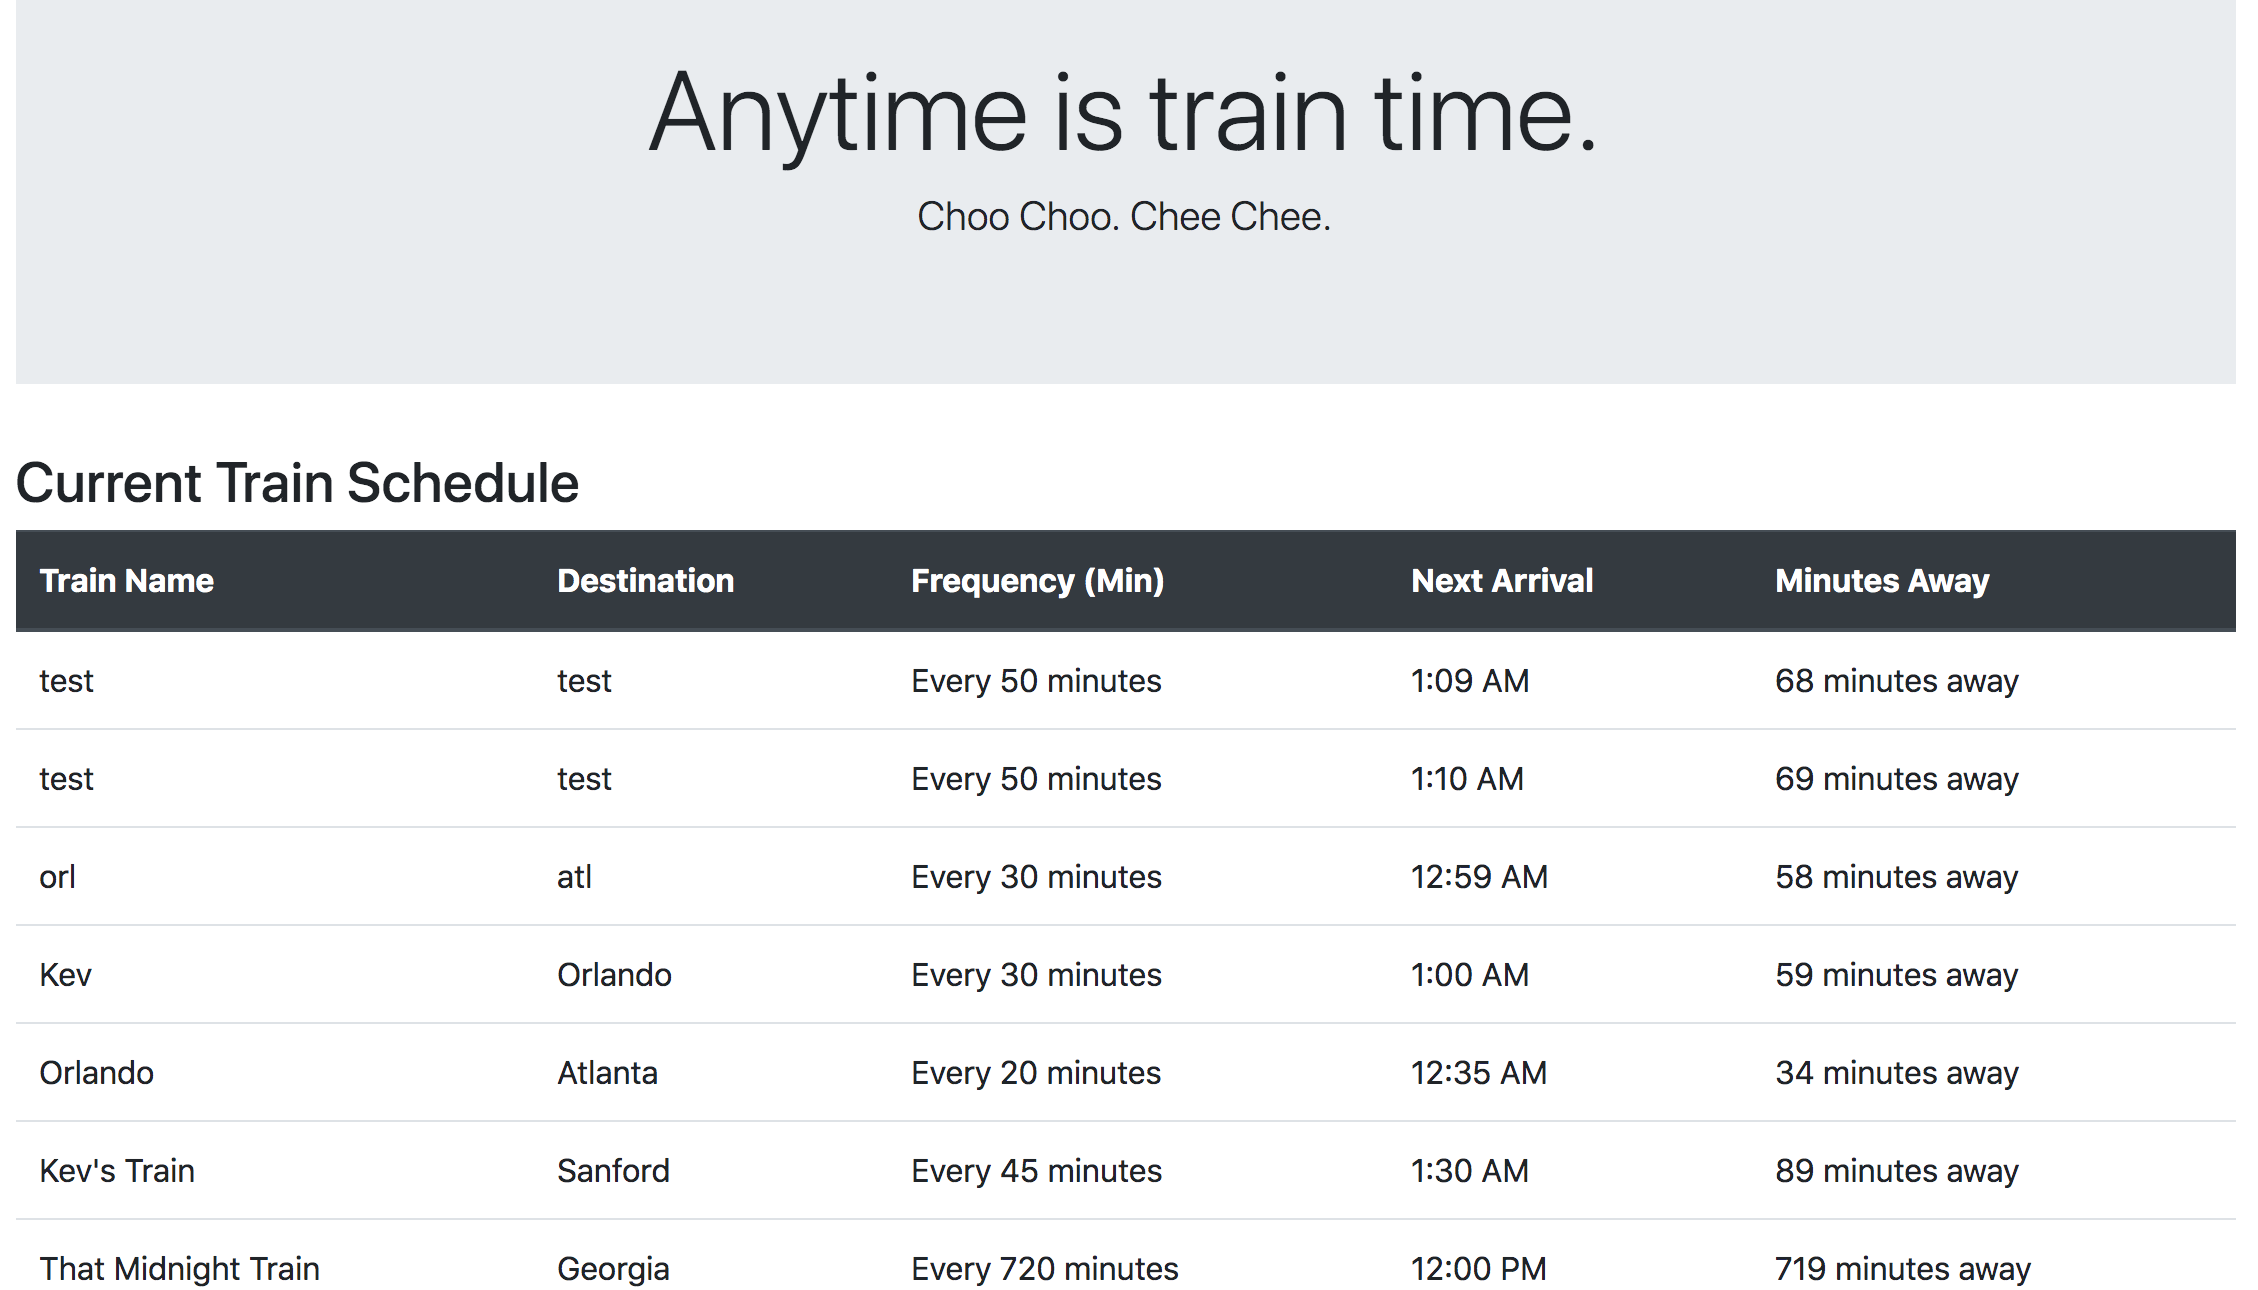 Anytime is train time.
Choo Choo. Chee Chee.
Current Train Schedule
Train Name Destination Frequency (Min) Next Arrival Minutes Away
test test Every 50 minutes 1:09 AM 68 minutes away
test test Every 50 minutes 1:10 AM 69 minutes away
orl atl Every 30 minutes 12:59 AM 58 minutes away
Kev Orlando Every 30 minutes 1:00 AM 59 minutes away
Orlando Atlanta Every 20 minutes 12:35 AM 34 minutes away
Kev's Train Sanford Every 45 minutes 1:30 AM 89 minutes away
That Midnight Train Georgia Every 720 minutes 12:00 PM 719 minutes away